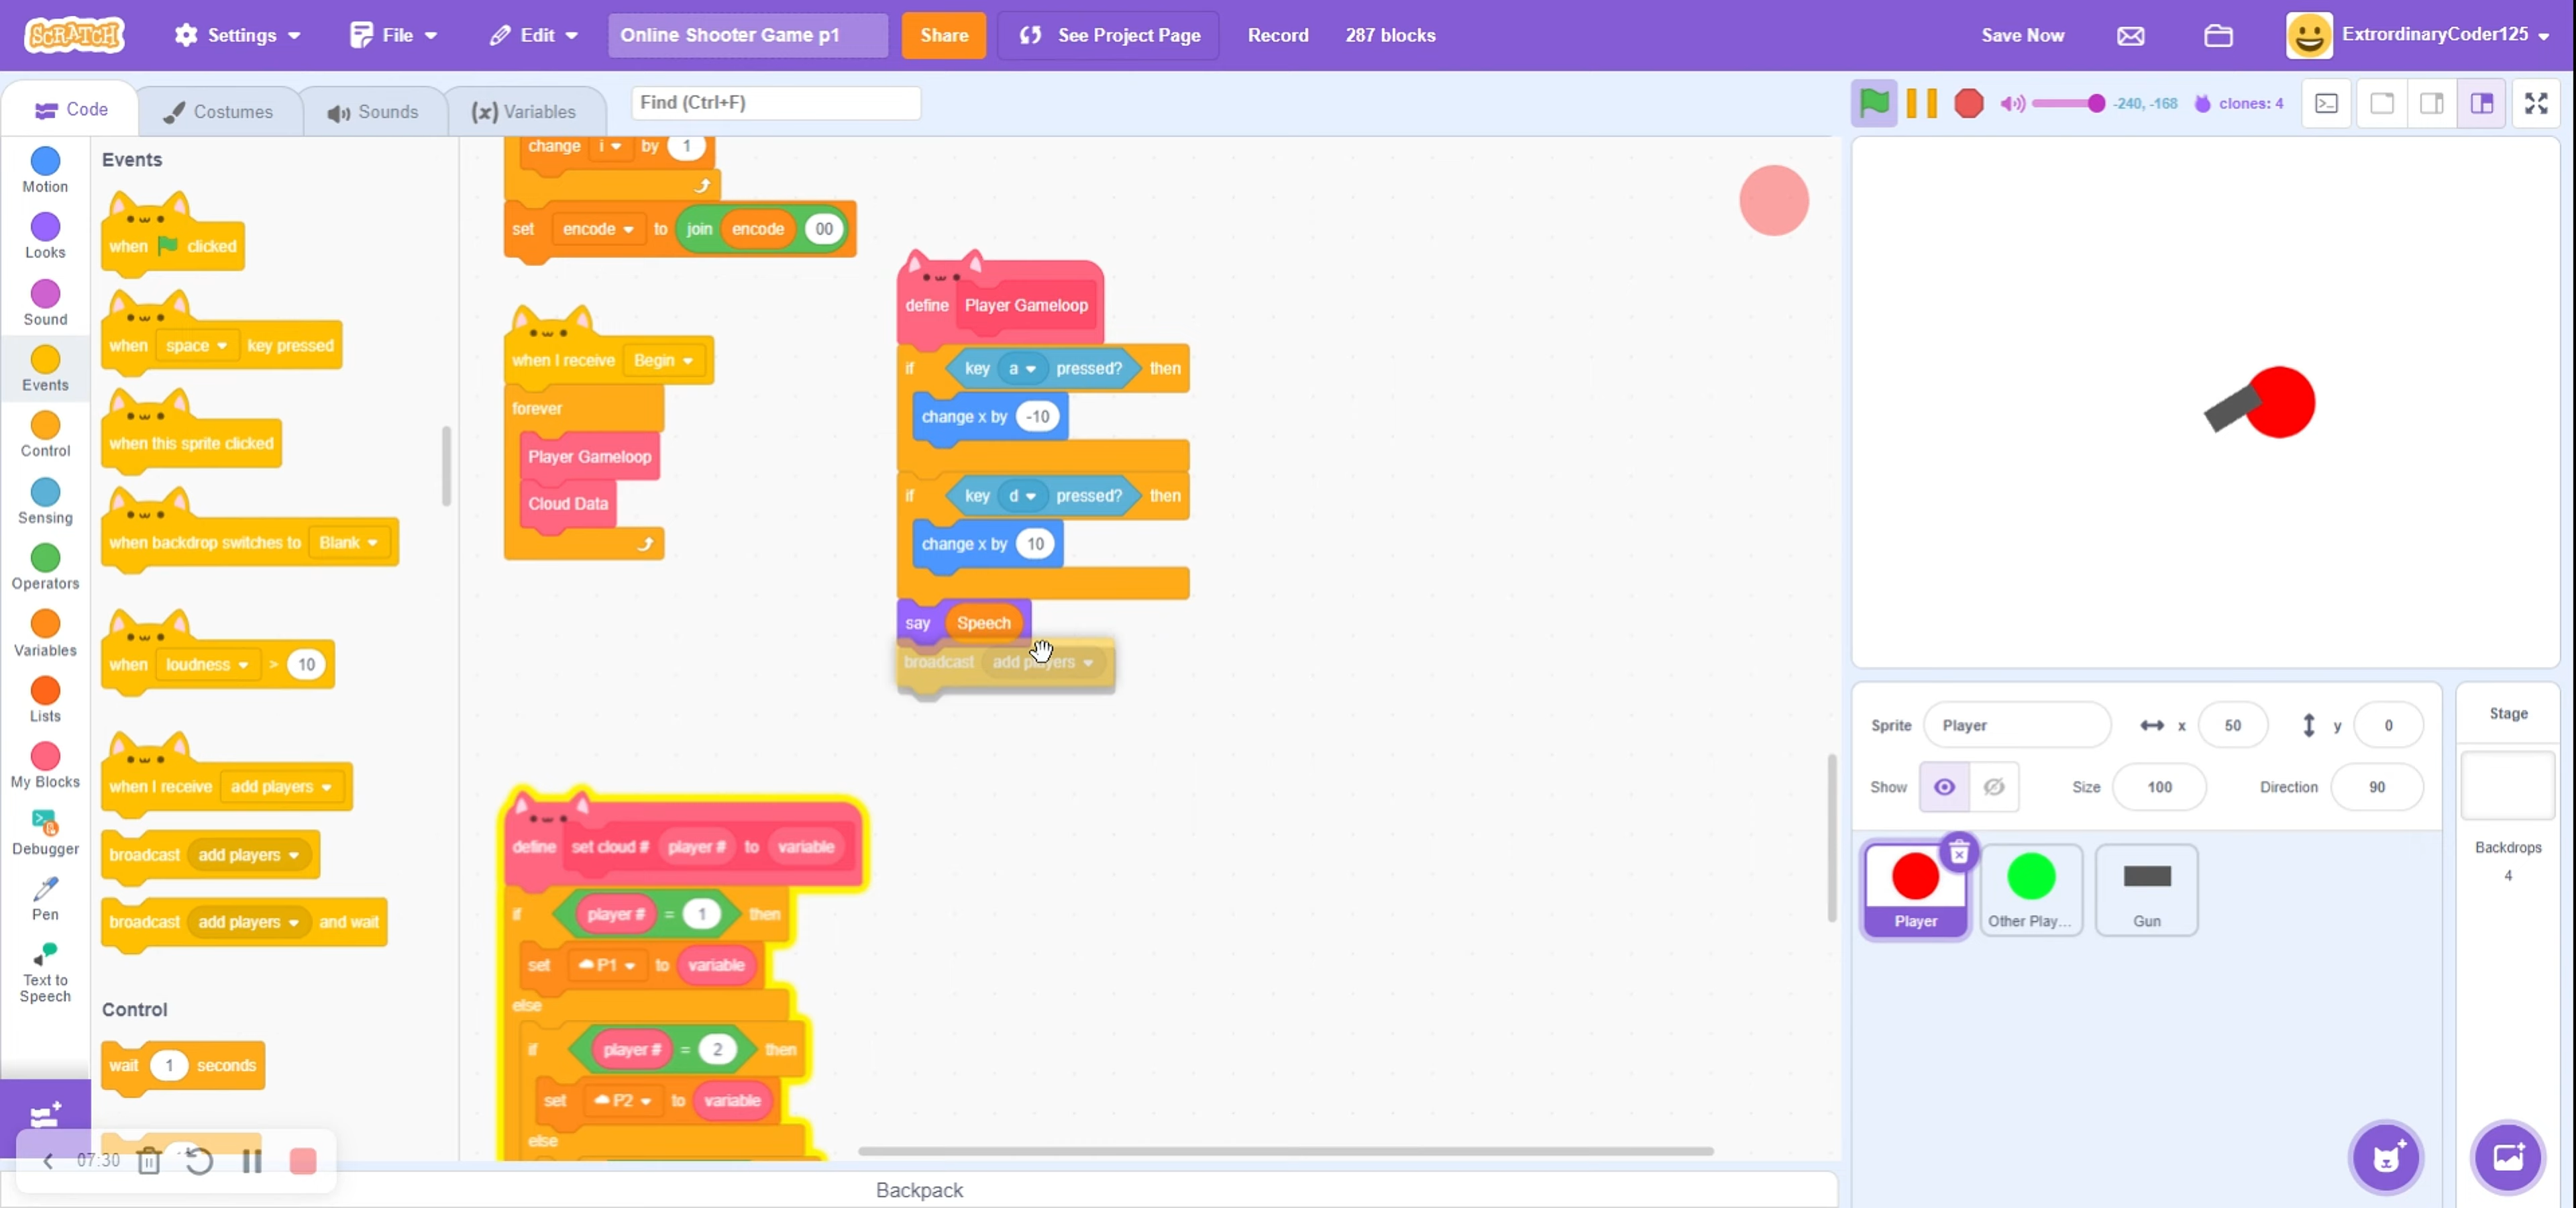 SCRATCH Settings File Edit Online Shooter Game p1 Share See Project Page Record 287 blocks Save Now ExtrordinaryCoder125
Code Costumes Sounds (x) Variables Find (Ctrl+F) -240, -168 clones: 4
Motion
Looks
Sound
Events
Control
Sensing
Operators
Variables
Lists
My Blocks
Debugger
Pen
Text to
Speech
Events
when clicked
when space key pressed
when this sprite clicked
when backdrop switches to Blank
when loudness > 10
when I receive add players
broadcast add players
broadcast add players and wait
Control
wait 1 seconds
07:30
change i by 1
set encode to join encode 00
when I receive Begin
forever
Player Gameloop
Cloud Data
define Player Gameloop
if key a pressed? then
change x by -10
if key d pressed? then
change x by 10
say Speech
broadcast add players
define set cloud # player # to variable
if player # = 1 then
set P1 to variable
else
if player # = 2 then
set P2 to variable
else
Backpack
Sprite Player x 50 y 0
Show Size 100 Direction 90
Player
Other Play...
Gun
Stage
Backdrops
4